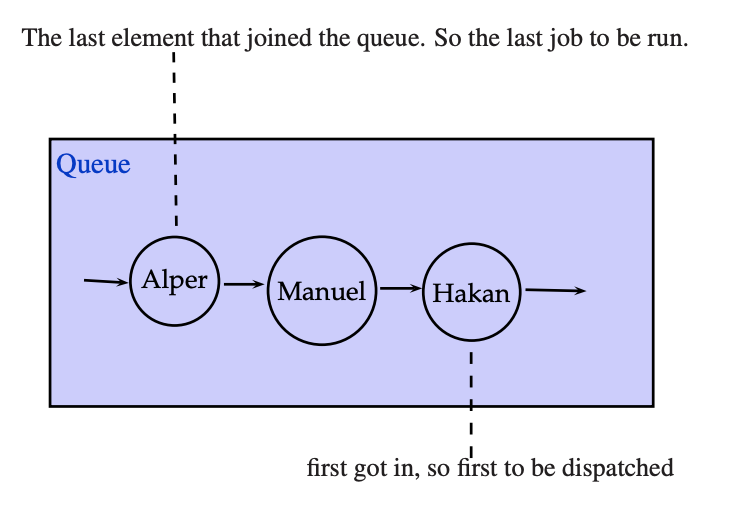 The last element that joined the queue. So the last job to be run.
Queue
Alper
Manuel
Hakan
first got in, so first to be dispatched